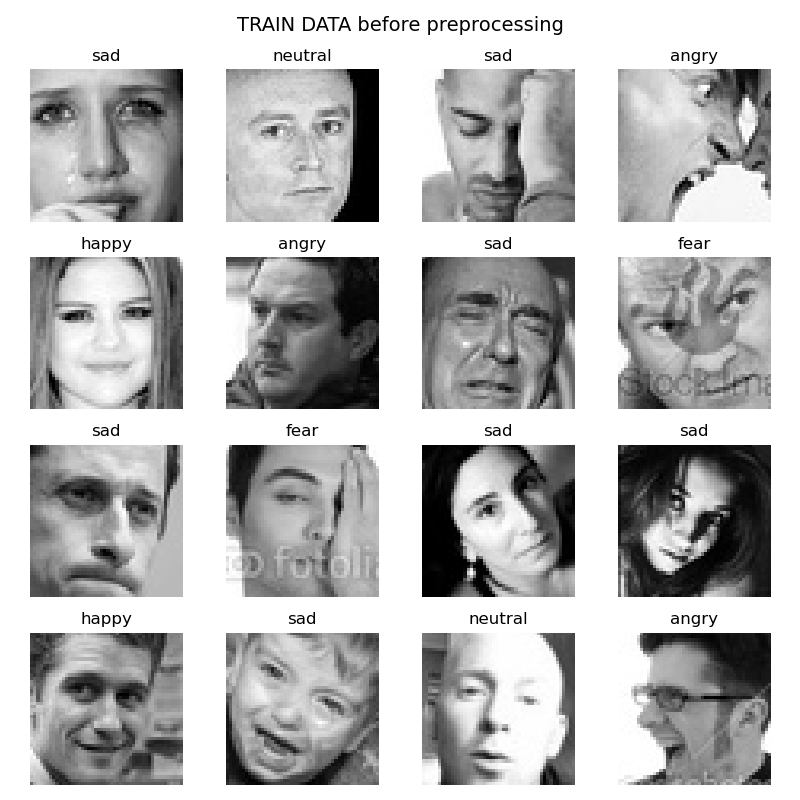 TRAIN DATA before preprocessing
sad neutral sad angry
happy angry sad fear
StockIma
sad fear sad sad
fotolia
happy sad neutral angry